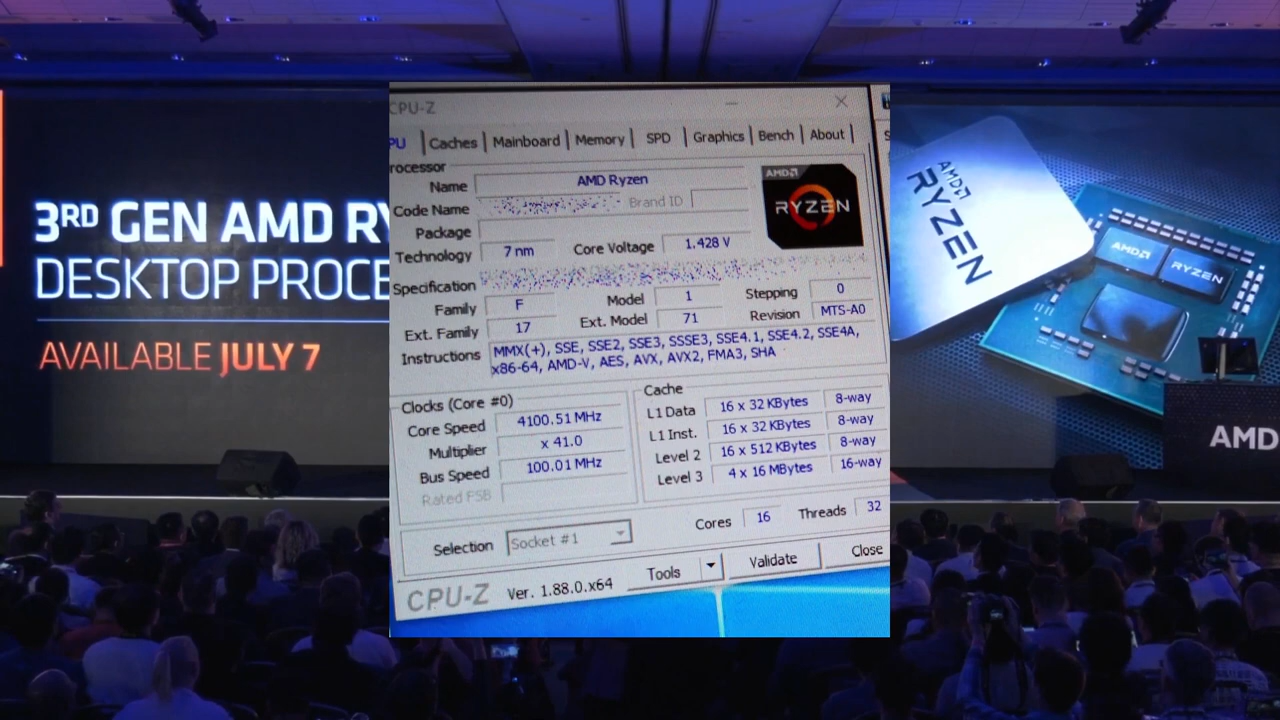 3RD GEN AMD RY
DESKTOP PROCE
AVAILABLE JULY 7
CPU-Z
PU Caches Mainboard Memory SPD Graphics Bench About
rocessor
Name AMD Ryzen
Code Name Brand ID
Package
Technology 7 nm Core Voltage 1.428 V
Specification
Family F Model 1 Stepping 0
Ext. Family 17 Ext. Model 71 Revision MTS-A0
Instructions MMX(+), SSE, SSE2, SSE3, SSSE3, SSE4.1, SSE4.2, SSE4A,
x86-64, AMD-V, AES, AVX, AVX2, FMA3, SHA
AMD
RYZEN
Clocks (Core #0)
Core Speed 4100.51 MHz
Multiplier x 41.0
Bus Speed 100.01 MHz
Rated FSB
Cache
L1 Data 16 x 32 KBytes 8-way
L1 Inst. 16 x 32 KBytes 8-way
Level 2 16 x 512 KBytes 8-way
Level 3 4 x 16 MBytes 16-way
Selection Socket #1 Cores 16 Threads 32
CPU-Z Ver. 1.88.0.x64 Tools Validate Close
AMD
RYZEN
AMD
RYZEN
AMD